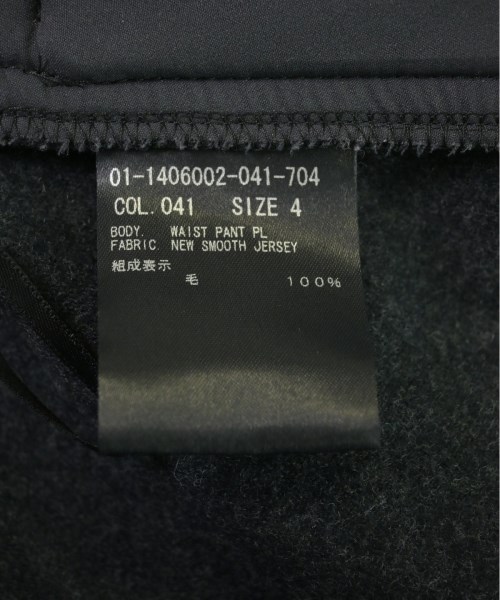 01-1406002-041-704
COL. 041 SIZE 4
BODY. WAIST PANT PL
FABRIC. NEW SMOOTH JERSEY
組成表示
毛 100%